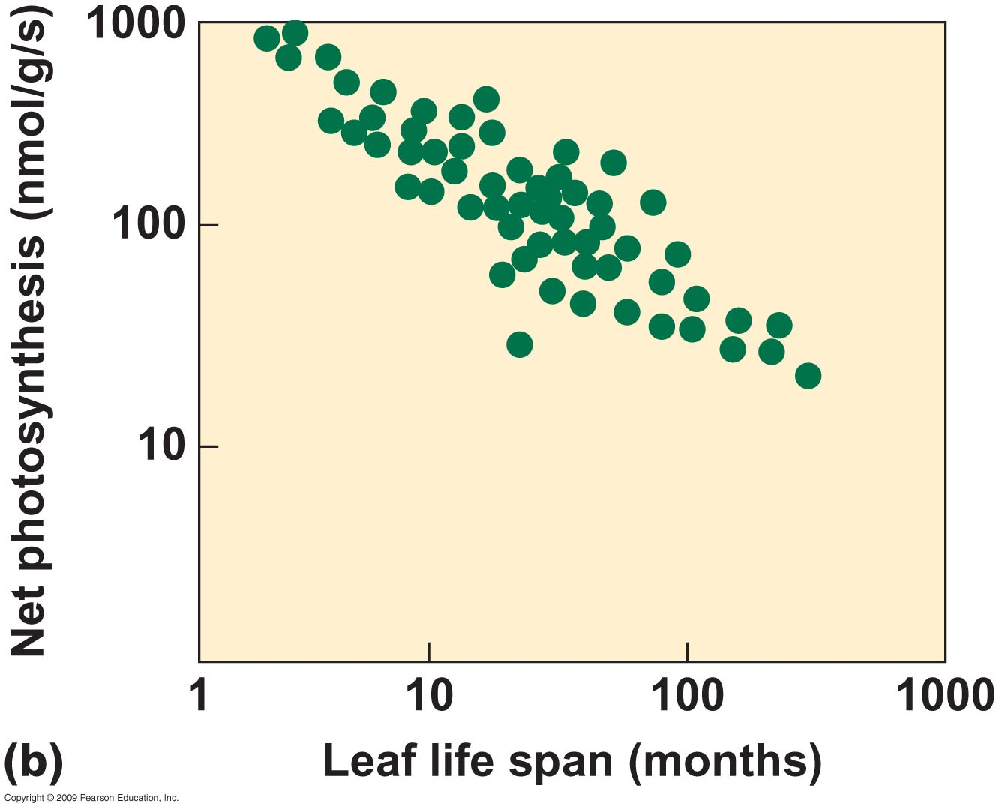 Net photosynthesis (nmol/g/s)
1000
100
10
1 10 100 1000
(b) Leaf life span (months)
Copyright © 2009 Pearson Education, Inc.